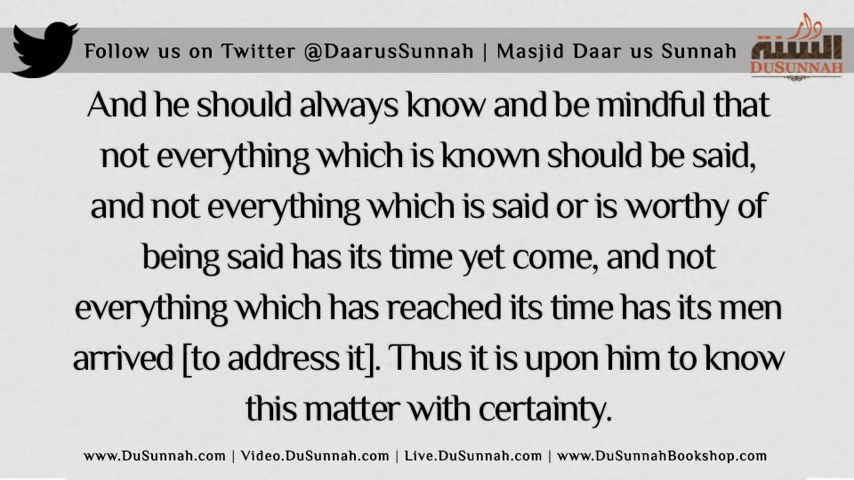 Follow us on Twitter @DaarusSunnah | Masjid Daar us Sunnah
دار السنة
DUSUNNAH
And he should always know and be mindful that
not everything which is known should be said,
and not everything which is said or is worthy of
being said has its time yet come, and not
everything which has reached its time has its men
arrived [to address it]. Thus it is upon him to know
this matter with certainty.
www.DuSunnah.com | Video.DuSunnah.com | Live.DuSunnah.com | www.DuSunnahBookshop.com